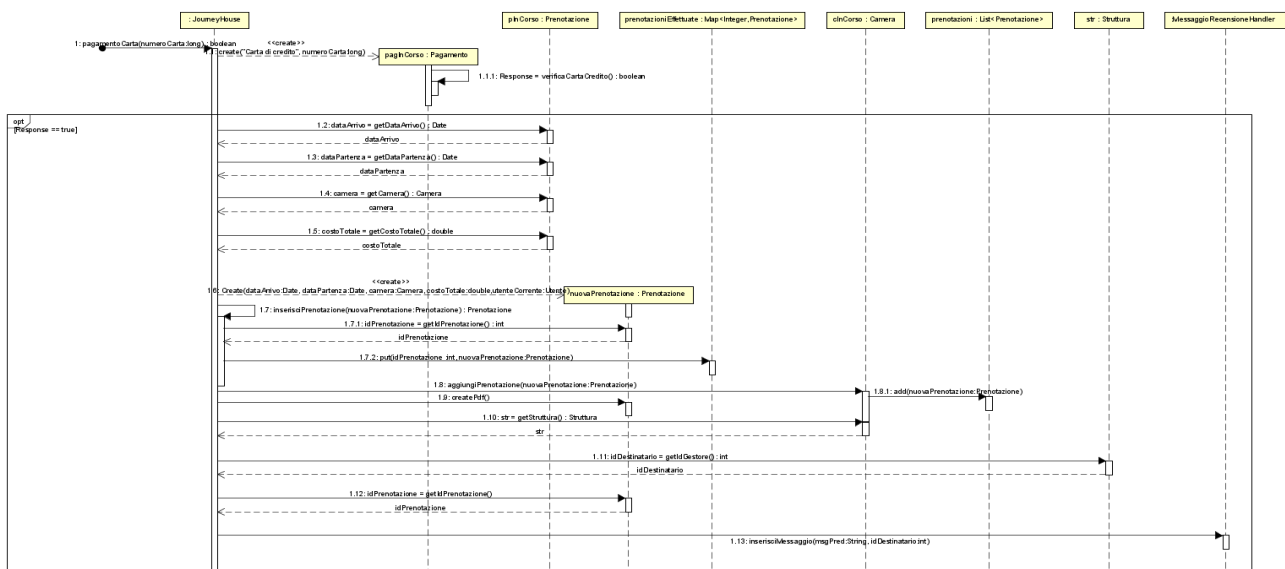 : JourneyHouse
pInCorso : Prenotazione
prenotazioniEffettuate : Map<Integer,Prenotazione>
cInCorso : Camera
prenotazioni : List<Prenotazione>
str : Struttura
:MessaggioRecensioneHandler
1: pagamentoCarta(numeroCarta:long) : boolean
<<create>>
1.1: create("Carta di credito", numeroCarta:long)
pagInCorso : Pagamento
1.1.1: Response = verificaCartaCredito() : boolean
opt
[Response == true]
1.2: dataArrivo = getDataArrivo() : Date
dataArrivo
1.3: dataPartenza = getDataPartenza() : Date
dataPartenza
1.4: camera = getCamera() : Camera
camera
1.5: costoTotale = getCostoTotale() : double
costoTotale
<<create>>
1.6: Create(dataArrivo:Date, dataPartenza:Date, camera:Camera, costoTotale:double,utenteCorrente:Utente)
nuovaPrenotazione : Prenotazione
1.7: inserisciPrenotazione(nuovaPrenotazione:Prenotazione) : Prenotazione
1.7.1: idPrenotazione = getIdPrenotazione() : int
idPrenotazione
1.7.2: put(idPrenotazione :int, nuovaPrenotazione:Prenotazione)
1.8: aggiungiPrenotazione(nuovaPrenotazione:Prenotazione)
1.8.1: add(nuovaPrenotazione:Prenotazione)
1.9: createPdf()
1.10: str = getStruttura() : Struttura
str
1.11: idDestinatario = getIdGestore() : int
idDestinatario
1.12: idPrenotazione = getIdPrenotazione()
idPrenotazione
1.13: inserisciMessaggio(msgPred:String, idDestinatario:int)